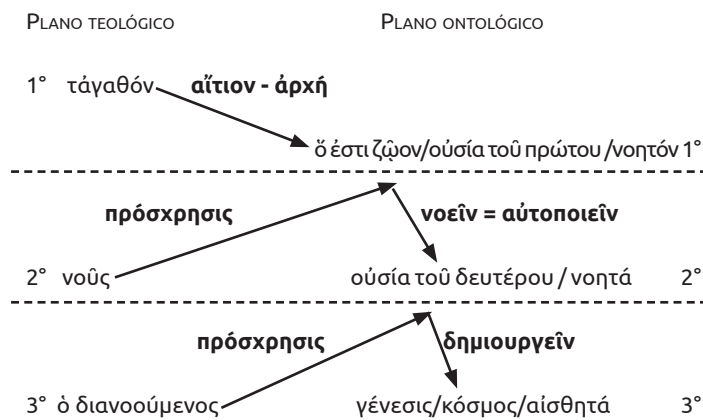 PLANO TEOLÓGICO PLANO ONTOLÓGICO
1° τἀγαθόν αἴτιον - ἀρχή
ὅ ἐστι ζῷον/οὐσία τοῦ πρώτου /νοητόν 1°
πρόσχρησις νοεῖν = αὐτοποιεῖν
2° νοῦς οὐσία τοῦ δευτέρου / νοητά 2°
πρόσχρησις δημιουργεῖν
3° ὁ διανοούμενος γένεσις/κόσμος/αἰσθητά 3°